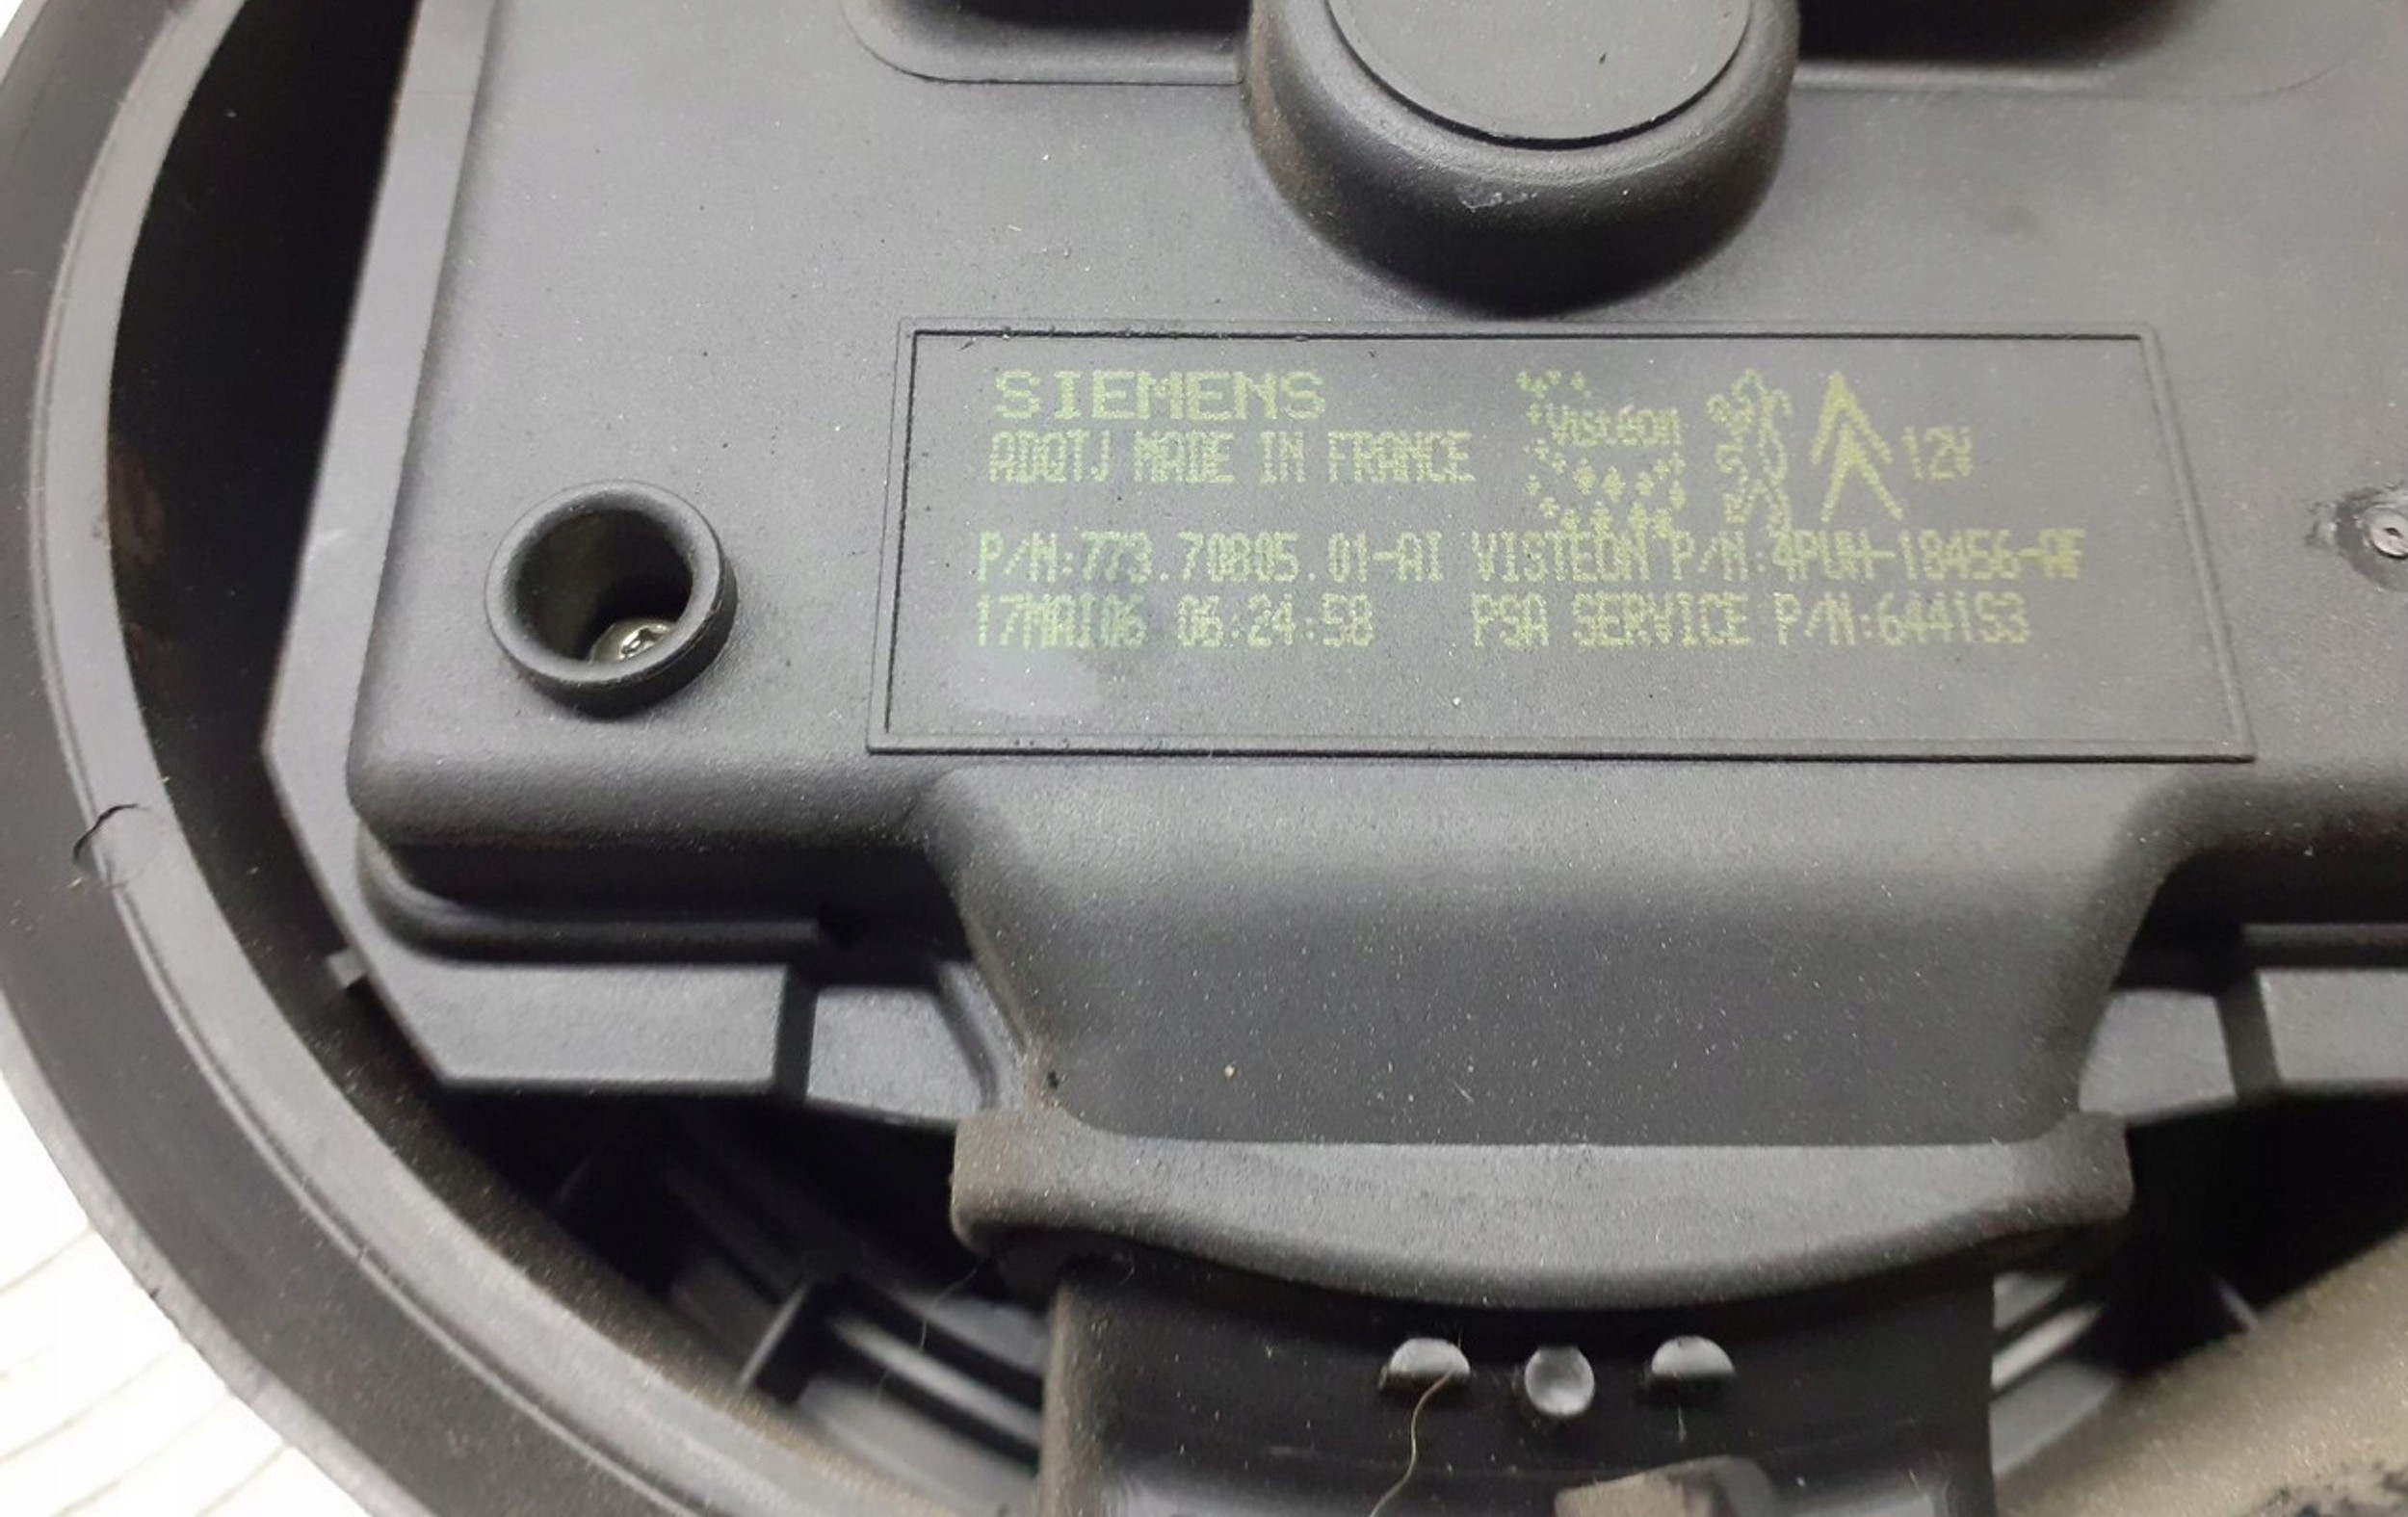 SIEMENS
ADQTJ MADE IN FRANCE
Visteon
12V
P/N:773.70805.01-AI VISTEON P/N:4PUH-18456-AF
17MAI06 06:24:58 PSA SERVICE P/N:6441S3